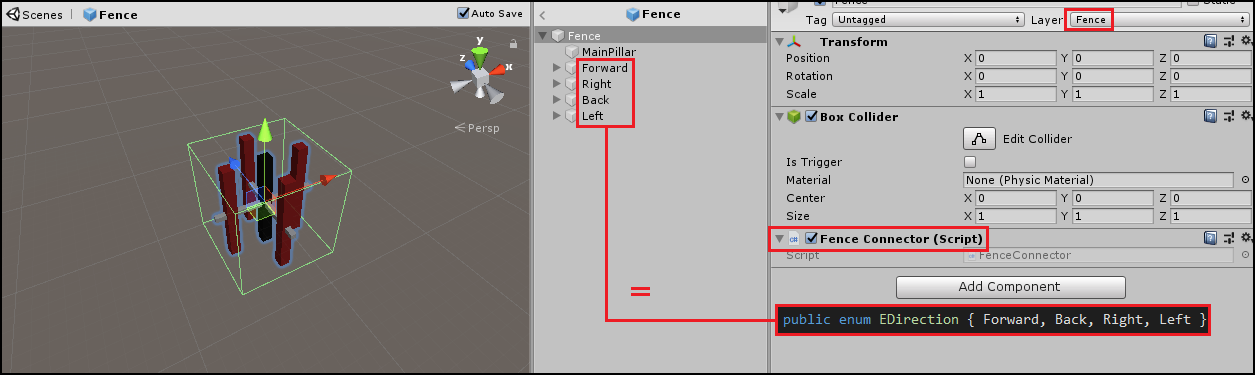 Scenes
Fence
Auto Save
y
z
x
Persp
Fence
Fence
MainPillar
Forward
Right
Back
Left
=
Tag Untagged Layer Fence
Transform
Position X 0 Y 0 Z 0
Rotation X 0 Y 0 Z 0
Scale X 1 Y 1 Z 1
Box Collider
Edit Collider
Is Trigger
Material None (Physic Material)
Center X 0 Y 0 Z 0
Size X 1 Y 1 Z 1
Fence Connector (Script)
Script FenceConnector
Add Component
public enum EDirection { Forward, Back, Right, Left }